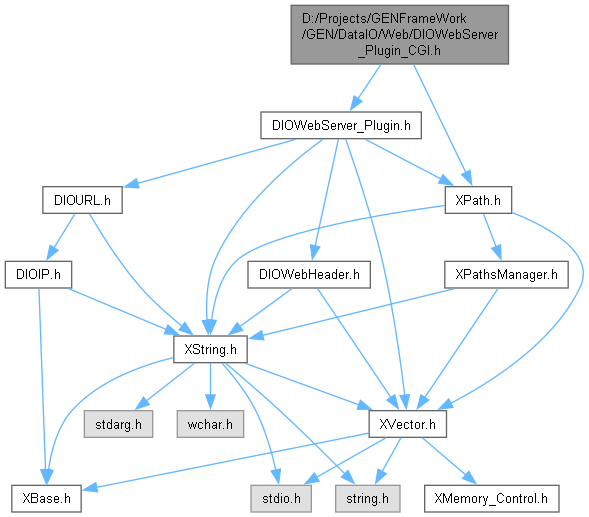 D:/Projects/GENFrameWork
/GEN/DataIO/Web/DIOWebServer
_Plugin_CGI.h
DIOWebServer_Plugin.h
DIOURL.h
XPath.h
DIOIP.h
DIOWebHeader.h
XPathsManager.h
XString.h
stdarg.h
wchar.h
XVector.h
XBase.h
stdio.h
string.h
XMemory_Control.h